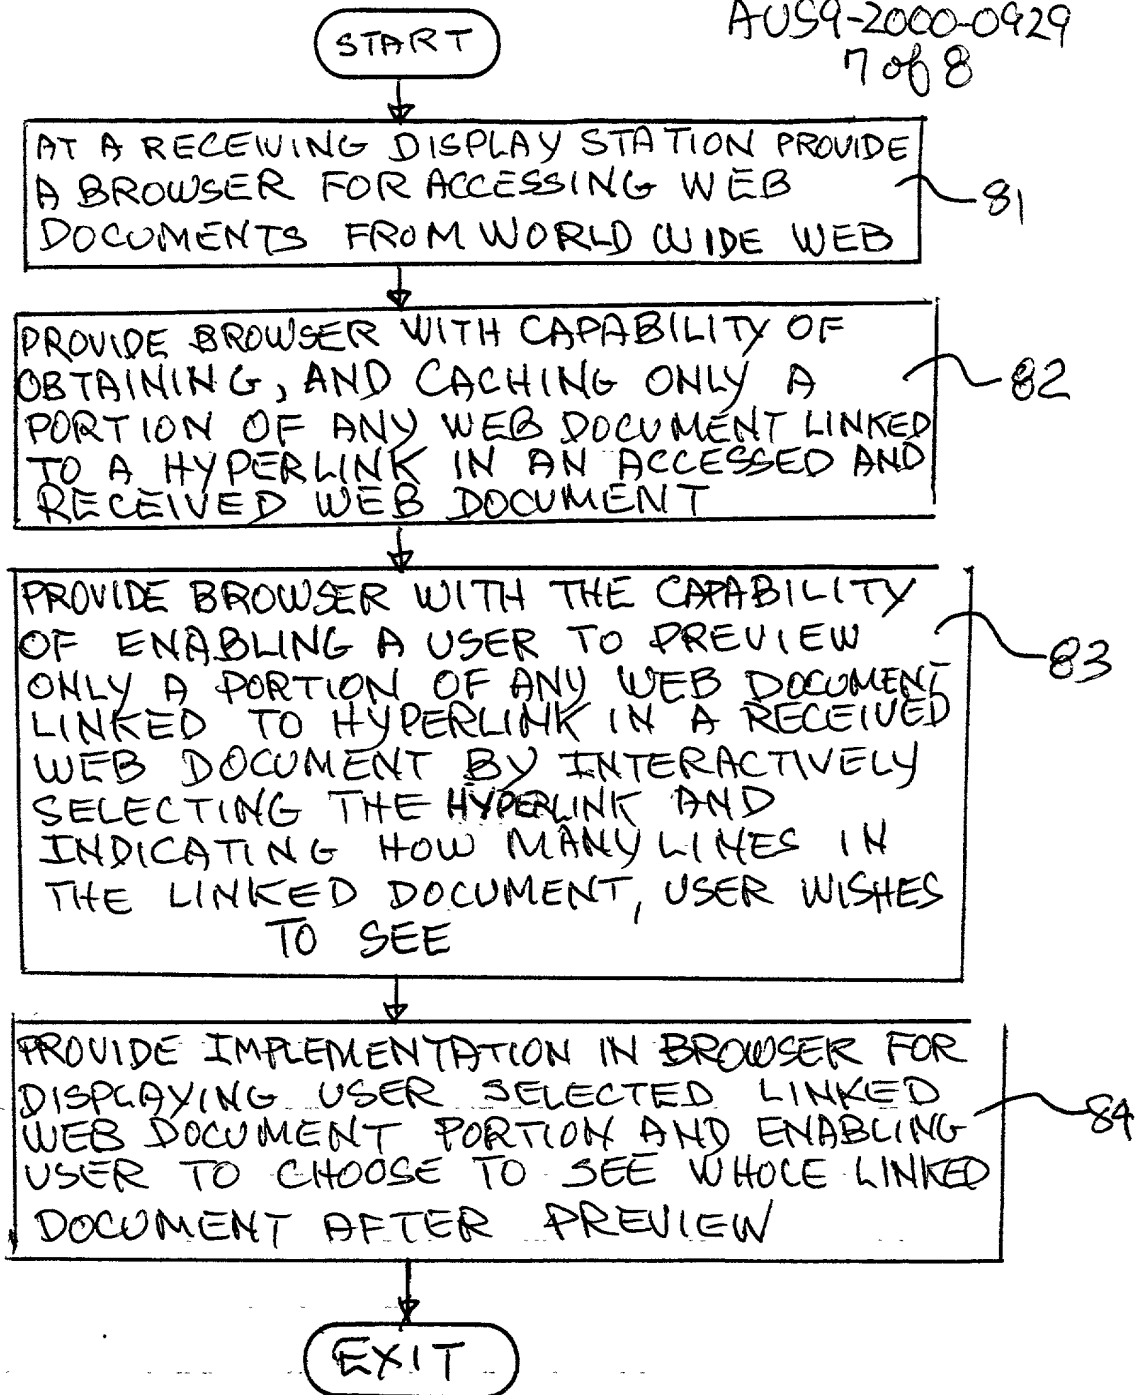 AUS9-2000-0929
7 of 8
START
AT A RECEIVING DISPLAY STATION PROVIDE
A BROWSER FOR ACCESSING WEB
DOCUMENTS FROM WORLD WIDE WEB
81
PROVIDE BROWSER WITH CAPABILITY OF
OBTAINING, AND CACHING ONLY A
PORTION OF ANY WEB DOCUMENT LINKED
TO A HYPERLINK IN AN ACCESSED AND
RECEIVED WEB DOCUMENT
82
PROVIDE BROWSER WITH THE CAPABILITY
OF ENABLING A USER TO PREVIEW
ONLY A PORTION OF ANY WEB DOCUMENT
LINKED TO HYPERLINK IN A RECEIVED
WEB DOCUMENT BY INTERACTIVELY
SELECTING THE HYPERLINK AND
INDICATING HOW MANY LINES IN
THE LINKED DOCUMENT, USER WISHES
TO SEE
83
PROVIDE IMPLEMENTATION IN BROWSER FOR
DISPLAYING USER SELECTED LINKED
WEB DOCUMENT PORTION AND ENABLING
USER TO CHOOSE TO SEE WHOLE LINKED
DOCUMENT AFTER PREVIEW
84
EXIT